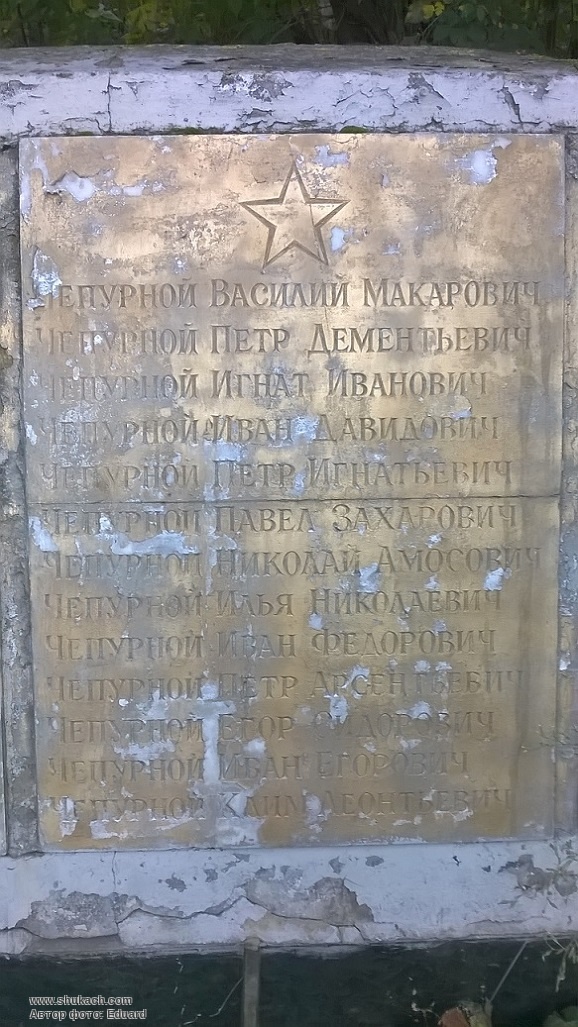 ЧЕПУРНОЙ ВАСИЛИЙ МАКАРОВИЧ
ЧЕПУРНОЙ ПЕТР ДЕМЕНТЬЕВИЧ
ЧЕПУРНОЙ ИГНАТ ИВАНОВИЧ
ЧЕПУРНОЙ ИВАН ДАВИДОВИЧ
ЧЕПУРНОЙ ПЕТР ИГНАТЬЕВИЧ
ЧЕПУРНОЙ ПАВЕЛ ЗАХАРОВИЧ
ЧЕПУРНОЙ НИКОЛАЙ АМОСОВИЧ
ЧЕПУРНОЙ ИЛЬЯ НИКОЛАЕВИЧ
ЧЕПУРНОЙ ИВАН ФЕДОРОВИЧ
ЧЕПУРНОЙ ПЕТР АРСЕНТЬЕВИЧ
ЧЕПУРНОЙ ЕГОР СИДОРОВИЧ
ЧЕПУРНОЙ ИВАН ЕГОРОВИЧ
ЧЕПУРНОЙ КЛИМ ЛЕОНТЬЕВИЧ
www.shukach.com
Автор фото: Eduard